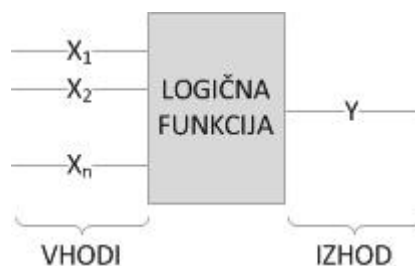 X₁
X₂
Xₙ
LOGIČNA
FUNKCIJA
Y
VHODI
IZHOD